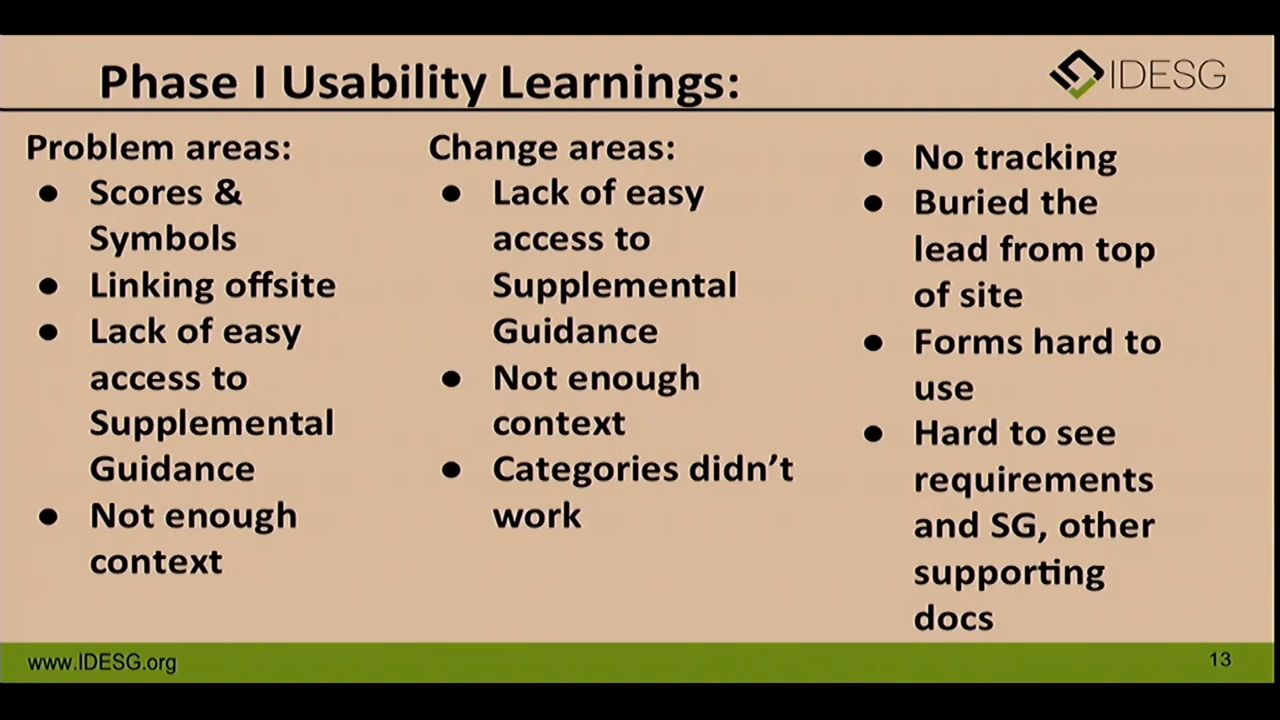 Phase I Usability Learnings:
IDESG
Problem areas:
● Scores &
Symbols
● Linking offsite
● Lack of easy
access to
Supplemental
Guidance
● Not enough
context
Change areas:
● Lack of easy
access to
Supplemental
Guidance
● Not enough
context
● Categories didn’t
work
● No tracking
● Buried the
lead from top
of site
● Forms hard to
use
● Hard to see
requirements
and SG, other
supporting
docs
www.IDESG.org
13